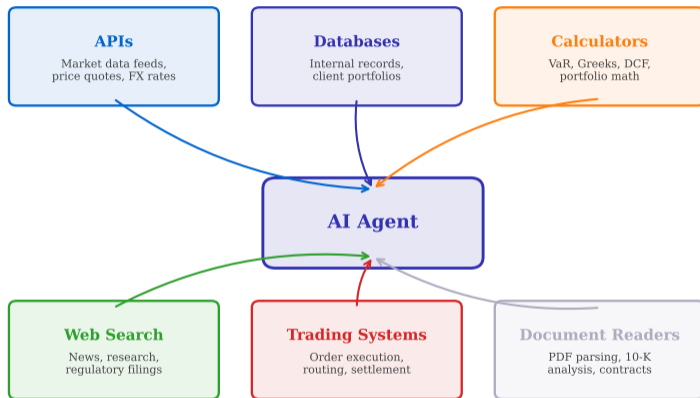 APIs
Market data feeds,
price quotes, FX rates
Databases
Internal records,
client portfolios
Calculators
VaR, Greeks, DCF,
portfolio math
AI Agent
Web Search
News, research,
regulatory filings
Trading Systems
Order execution,
routing, settlement
Document Readers
PDF parsing, 10-K
analysis, contracts